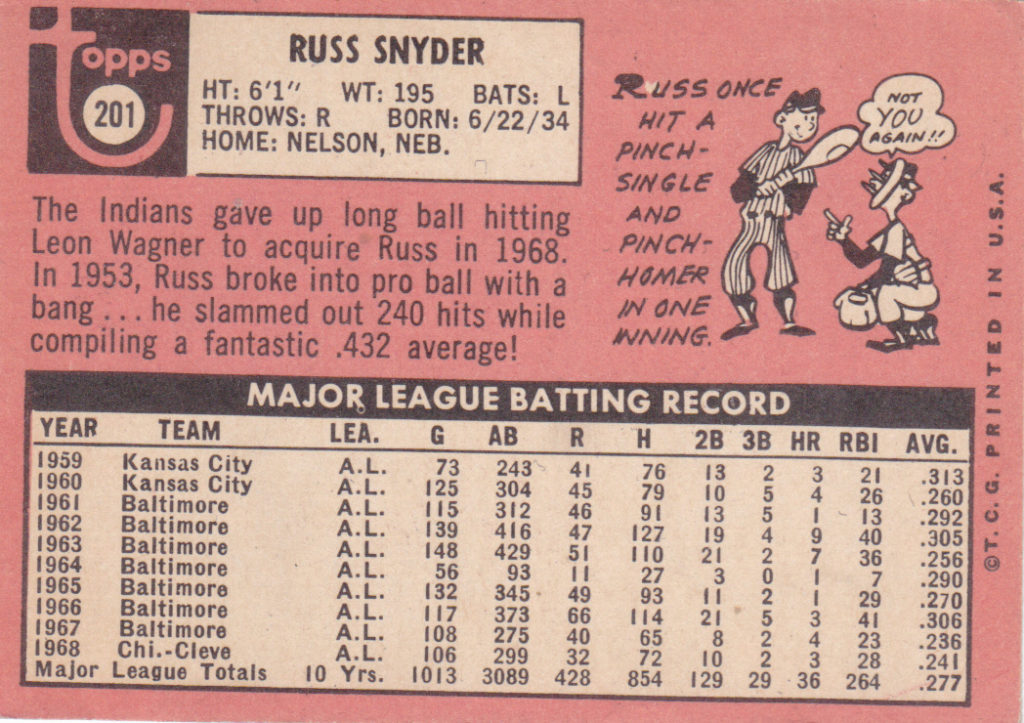 topps
201
RUSS SNYDER
HT: 6'1" WT: 195 BATS: L
THROWS: R BORN: 6/22/34
HOME: NELSON, NEB.
The Indians gave up long ball hitting
Leon Wagner to acquire Russ in 1968.
In 1953, Russ broke into pro ball with a
bang ... he slammed out 240 hits while
compiling a fantastic .432 average!
RUSS ONCE
HIT A
PINCH-
SINGLE
AND
PINCH-
HOMER
IN ONE
INNING.
NOT
YOU
AGAIN!!
MAJOR LEAGUE BATTING RECORD
YEAR TEAM LEA. G AB R H 2B 3B HR RBI AVG.
1959 Kansas City A.L. 73 243 41 76 13 2 3 21 .313
1960 Kansas City A.L. 125 304 45 79 10 5 4 26 .260
1961 Baltimore A.L. 115 312 46 91 13 5 1 13 .292
1962 Baltimore A.L. 139 416 47 127 19 4 9 40 .305
1963 Baltimore A.L. 148 429 51 110 21 2 7 36 .256
1964 Baltimore A.L. 56 93 11 27 3 0 1 7 .290
1965 Baltimore A.L. 132 345 49 93 11 2 1 29 .270
1966 Baltimore A.L. 117 373 66 114 21 5 3 41 .306
1967 Baltimore A.L. 108 275 40 65 8 2 4 23 .236
1968 Chi.-Cleve A.L. 106 299 32 72 10 2 3 28 .241
Major League Totals 10 Yrs. 1013 3089 428 854 129 29 36 264 .277
©T. C. G. PRINTED IN U.S.A.